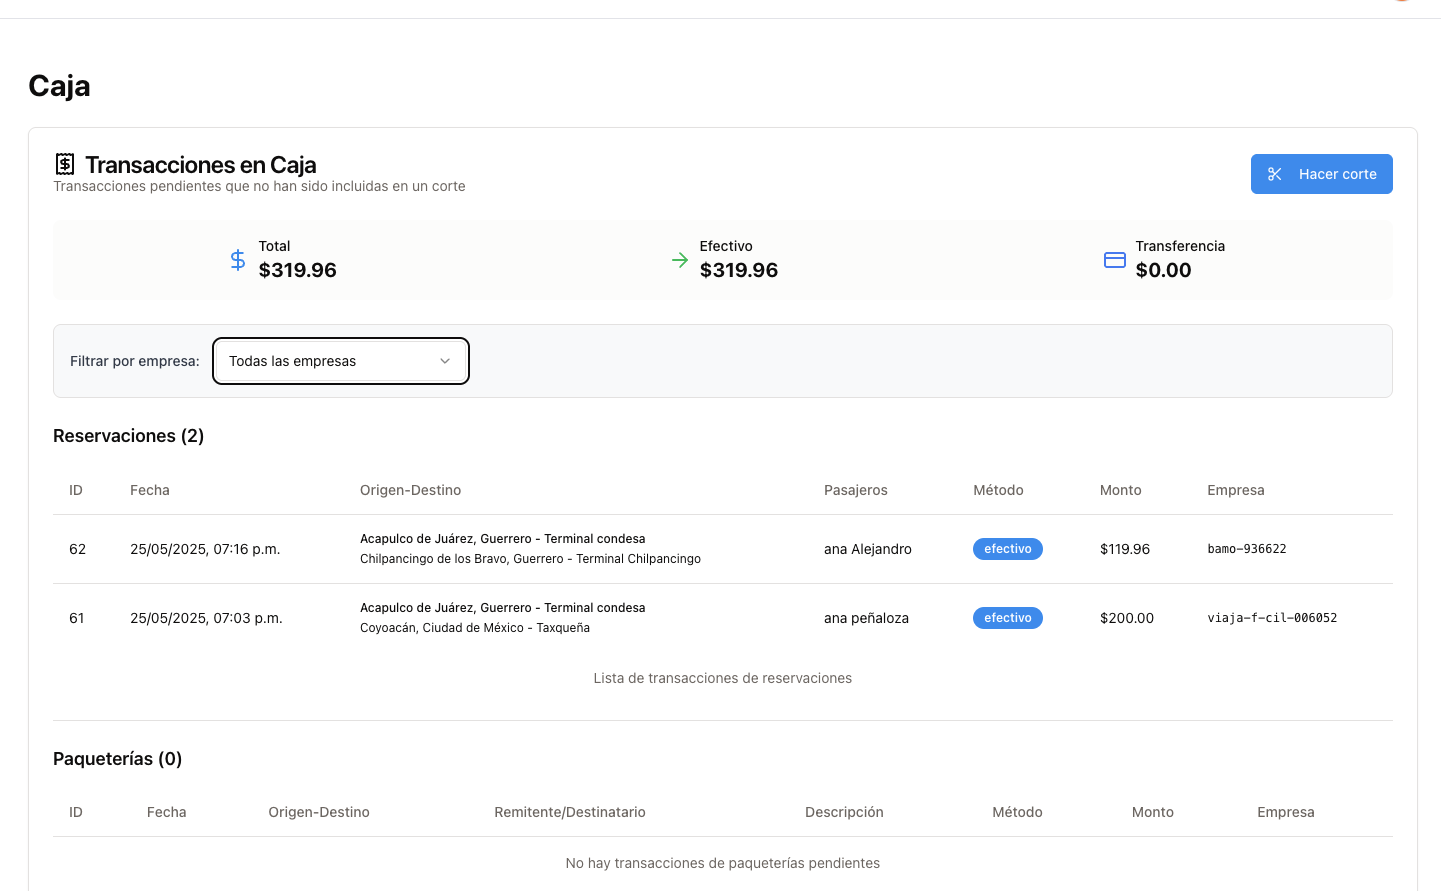 Caja
Transacciones en Caja
Transacciones pendientes que no han sido incluidas en un corte
Hacer corte
Total
$319.96
Efectivo
$319.96
Transferencia
$0.00
Filtrar por empresa:
Todas las empresas
Reservaciones (2)
ID Fecha Origen-Destino Pasajeros Método Monto Empresa
62 25/05/2025, 07:16 p.m. Acapulco de Juárez, Guerrero - Terminal condesa
Chilpancingo de los Bravo, Guerrero - Terminal Chilpancingo
ana Alejandro efectivo $119.96 bamo-936622
61 25/05/2025, 07:03 p.m. Acapulco de Juárez, Guerrero - Terminal condesa
Coyoacán, Ciudad de México - Taxqueña
ana peñaloza efectivo $200.00 viaja-f-cil-006052
Lista de transacciones de reservaciones
Paqueterías (0)
ID Fecha Origen-Destino Remitente/Destinatario Descripción Método Monto Empresa
No hay transacciones de paqueterías pendientes